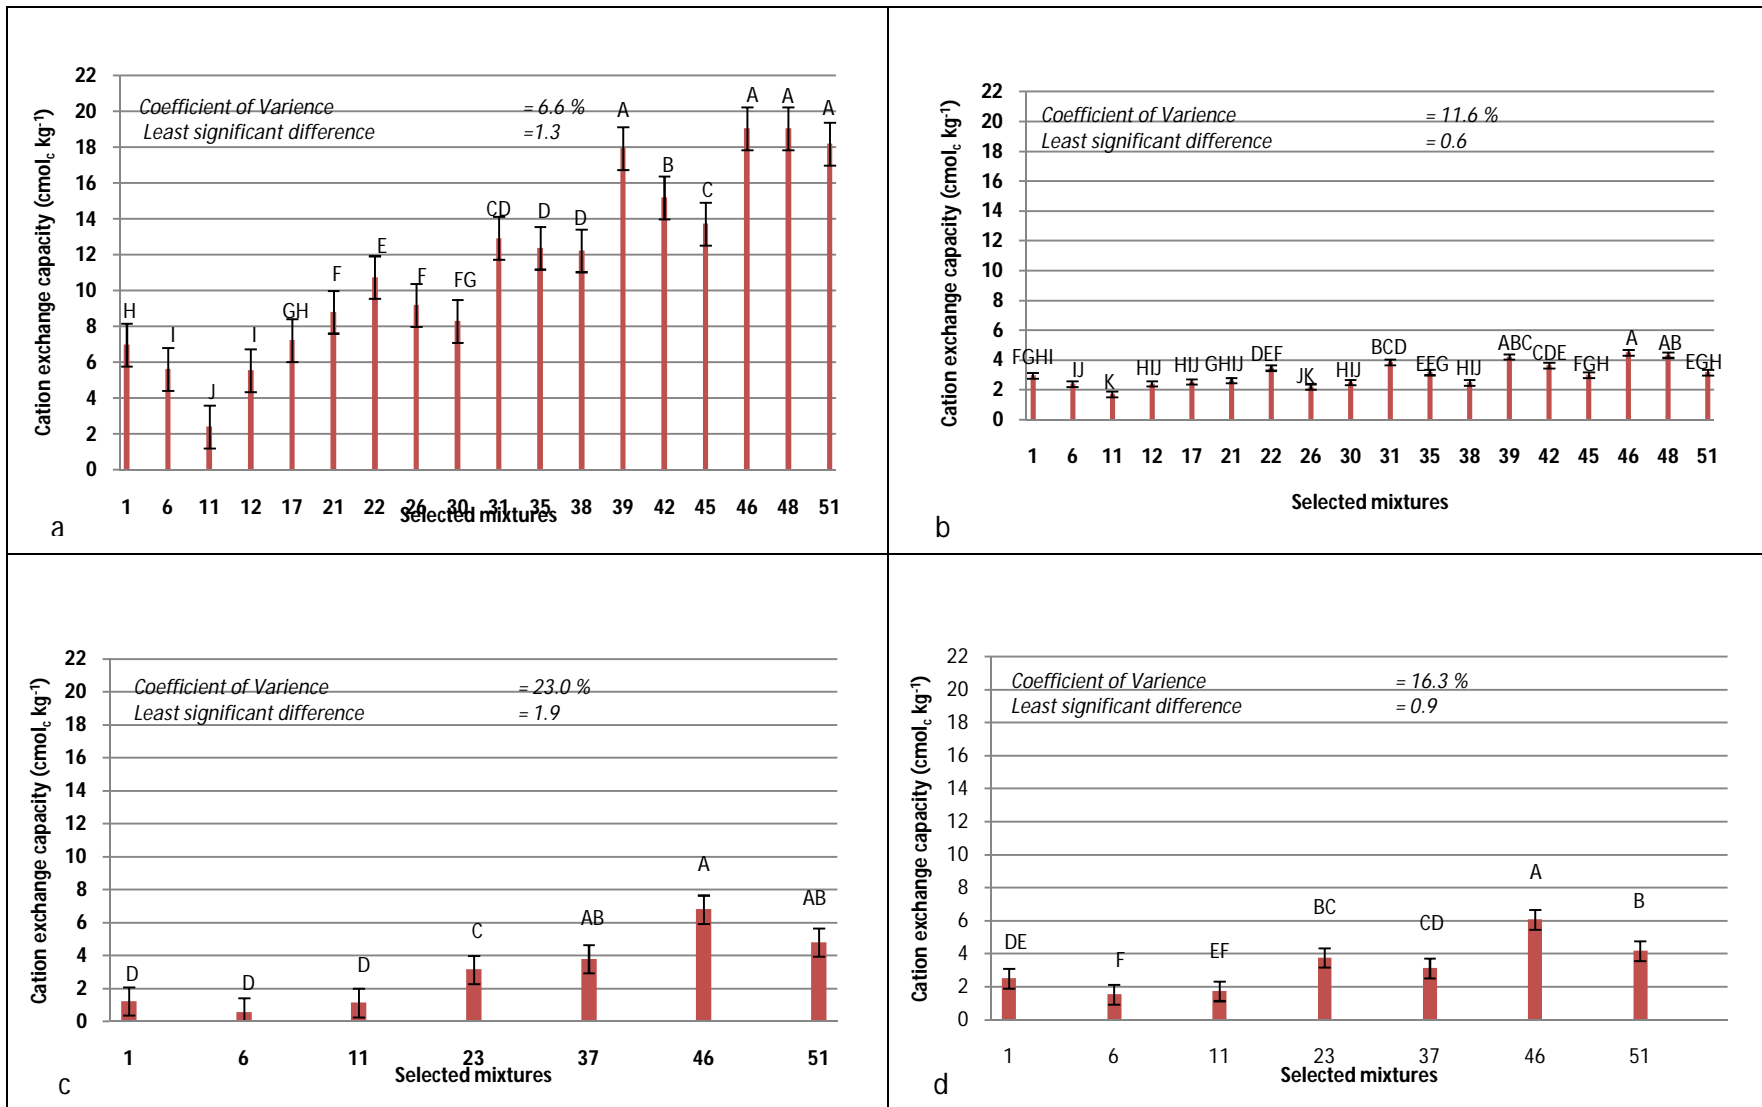 22
20
18
16
14
12
10
8
6
4
2
0
Cation exchange capacity (cmolc kg-1)
Coefficient of Varience = 6.6 %
Least significant difference =1.3
H I J I GH F E F FG CD D D A B C A A A
1 6 11 12 17 21 22 26 30 31 35 38 39 42 45 46 48 51
Selected mixtures
a
22
20
18
16
14
12
10
8
6
4
2
0
Cation exchange capacity (cmolc kg-1)
Coefficient of Varience = 11.6 %
Least significant difference = 0.6
FGHI IJ K HIJ HIJ GHIJ DEF JK HIJ BCD EFG HIJ ABC CDE FGH A AB EGH
1 6 11 12 17 21 22 26 30 31 35 38 39 42 45 46 48 51
Selected mixtures
b
22
20
18
16
14
12
10
8
6
4
2
0
Cation exchange capacity (cmolc kg-1)
Coefficient of Varience = 23.0 %
Least significant difference = 1.9
D D D C AB A AB
1 6 11 23 37 46 51
Selected mixtures
c
22
20
18
16
14
12
10
8
6
4
2
0
Cation exchange capacity (cmolc kg-1)
Coefficient of Varience = 16.3 %
Least significant difference = 0.9
DE F EF BC CD A B
1 6 11 23 37 46 51
Selected mixtures
d